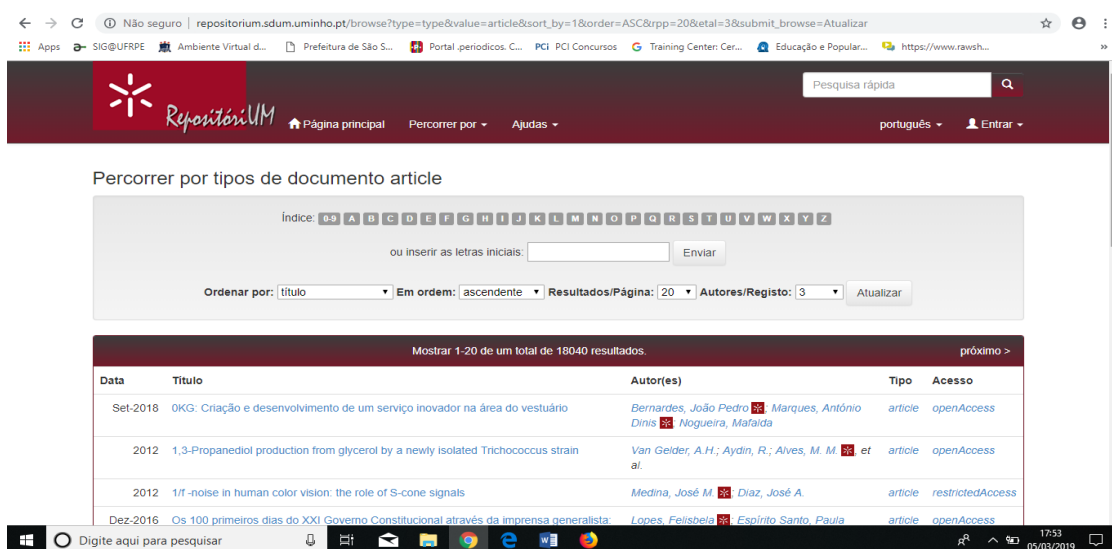 Não seguro | repositorium.sdum.uminho.pt/browse?type=type&value=article&sort_by=1&order=ASC&rpp=20&etal=3&submit_browse=Atualizar
Apps SIG@UFRPE Ambiente Virtual d... Prefeitura de São S... Portal .periodicos. C... PCi PCI Concursos Training Center: Cer... Educação e Popular... https://www.rawsh... »
Pesquisa rápida
RepositóriUM Página principal Percorrer por Ajudas português Entrar
Percorrer por tipos de documento article
Índice: 0-9 A B C D E F G H I J K L M N O P Q R S T U V W X Y Z
ou inserir as letras iniciais: Enviar
Ordenar por: título Em ordem: ascendente Resultados/Página: 20 Autores/Registo: 3 Atualizar
Mostrar 1-20 de um total de 18040 resultados. próximo >
Data Título Autor(es) Tipo Acesso
Set-2018 0KG: Criação e desenvolvimento de um serviço inovador na área do vestuário Bernardes, João Pedro ; Marques, António article openAccess
Dinis ; Nogueira, Mafalda
2012 1,3-Propanediol production from glycerol by a newly isolated Trichococcus strain Van Gelder, A.H.; Aydin, R.; Alves, M. M. , et article openAccess
al.
2012 1/f -noise in human color vision: the role of S-cone signals Medina, José M. ; Diaz, José A. article restrictedAccess
Dez-2016 Os 100 primeiros dias do XXI Governo Constitucional através da imprensa generalista: Lopes, Felisbela ; Espírito Santo, Paula article openAccess
Digite aqui para pesquisar 17:53
05/03/2019